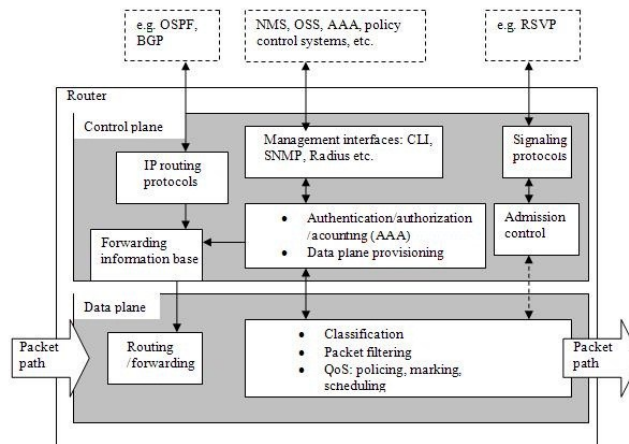 e.g. OSPF,
BGP
NMS, OSS, AAA, policy
control systems, etc.
e.g. RSVP
Router
Control plane
Management interfaces: CLI,
SNMP, Radius etc.
Signaling
protocols
IP routing
protocols
• Authentication/authorization
/acounting (AAA)
• Data plane provisioning
Admission
control
Forwarding
information base
Data plane
Packet
path
Routing
/forwarding
• Classification
• Packet filtering
• QoS: policing, marking,
scheduling
Packet
path